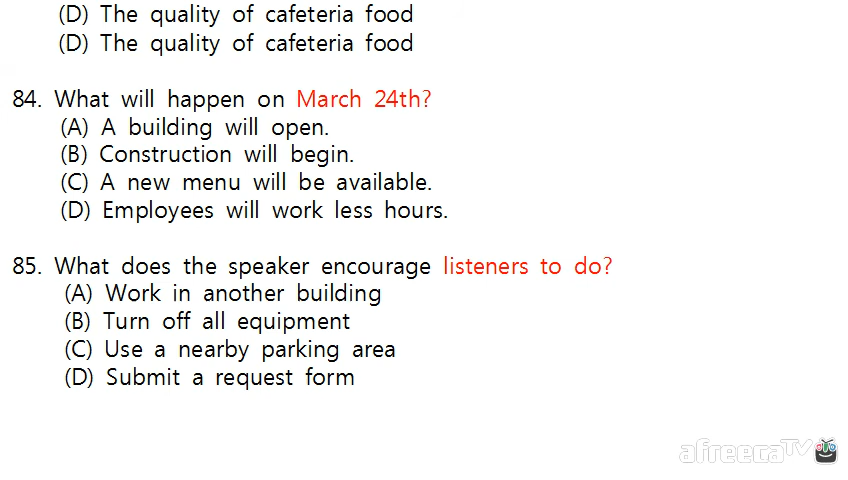 (D) The quality of cafeteria food
(D) The quality of cafeteria food
84. What will happen on March 24th?
(A) A building will open.
(B) Construction will begin.
(C) A new menu will be available.
(D) Employees will work less hours.
85. What does the speaker encourage listeners to do?
(A) Work in another building
(B) Turn off all equipment
(C) Use a nearby parking area
(D) Submit a request form
afreecaTV